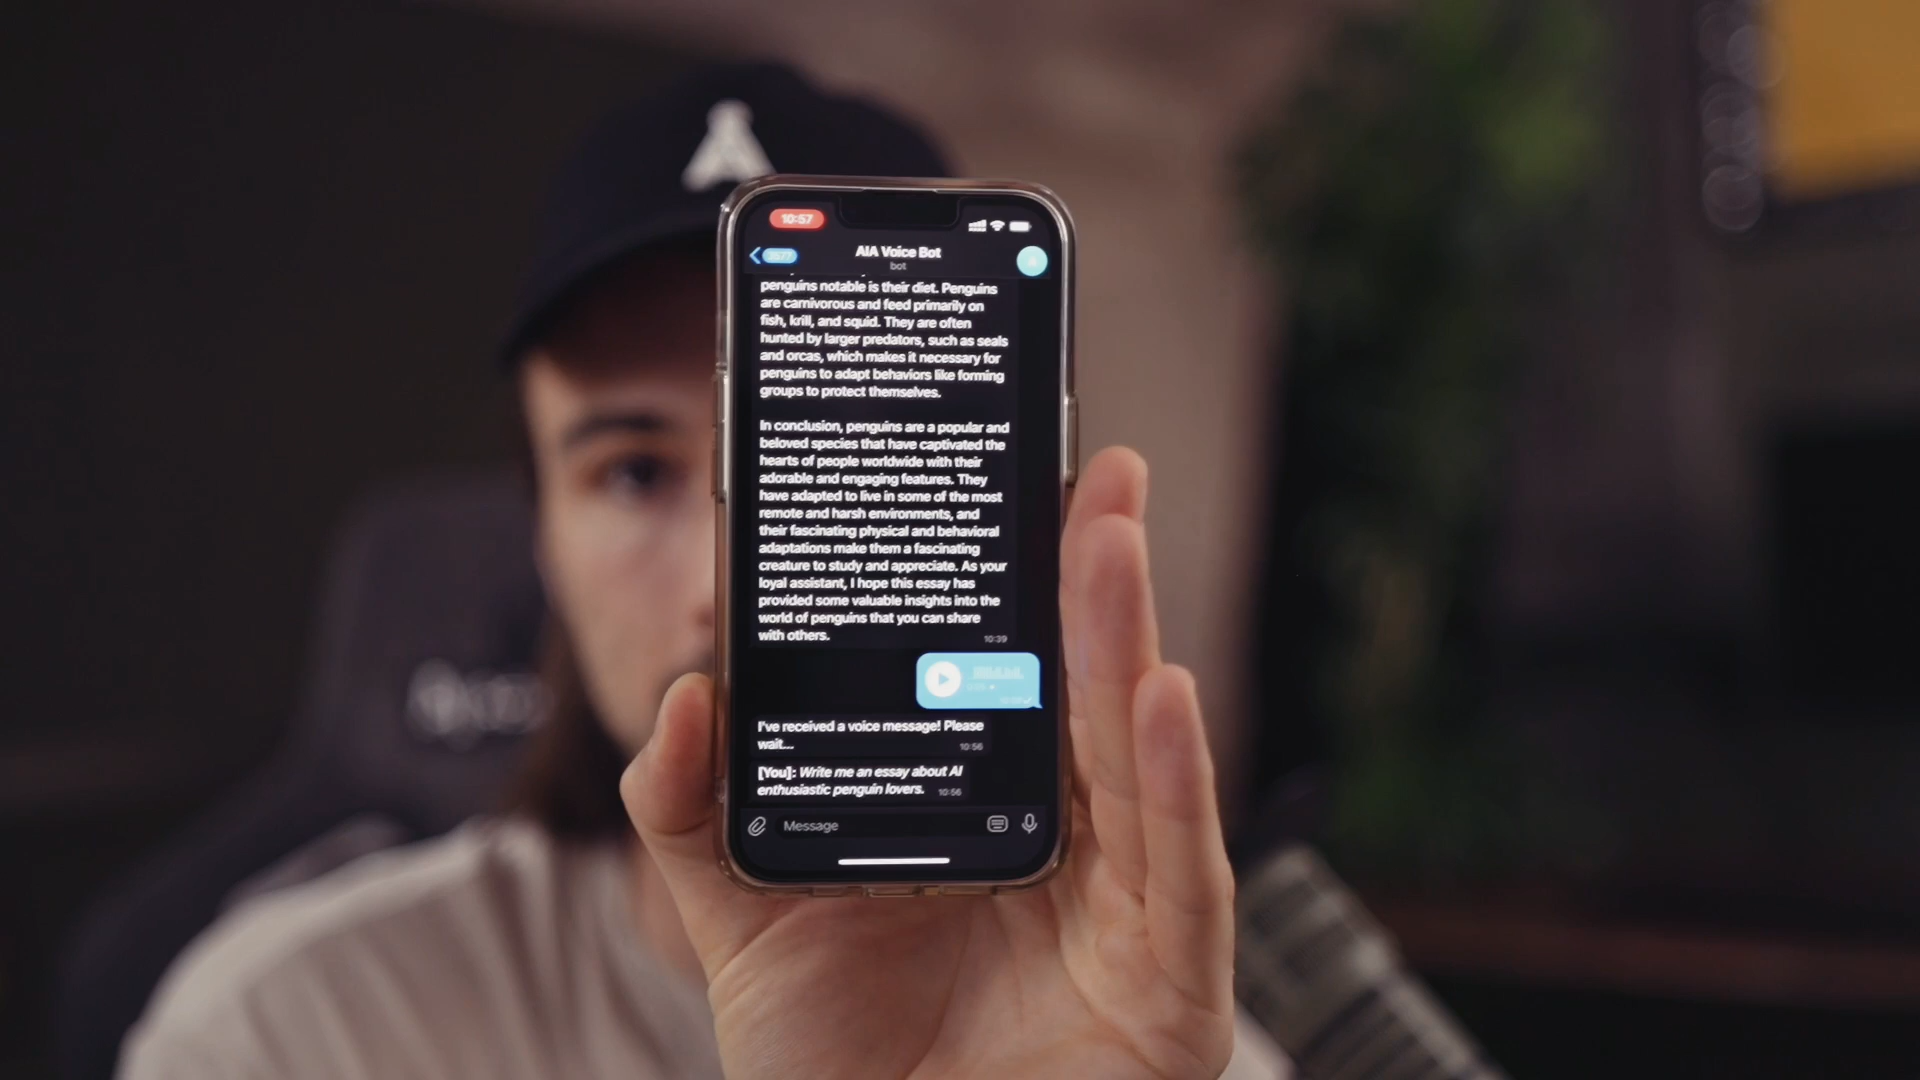 10:57
AIA Voice Bot
bot
penguins notable is their diet. Penguins
are carnivorous and feed primarily on
fish, krill, and squid. They are often
hunted by larger predators, such as seals
and orcas, which makes it necessary for
penguins to adapt behaviors like forming
groups to protect themselves.
In conclusion, penguins are a popular and
beloved species that have captivated the
hearts of people worldwide with their
adorable and engaging features. They
have adapted to live in some of the most
remote and harsh environments, and
their fascinating physical and behavioral
adaptations make them a fascinating
creature to study and appreciate. As your
loyal assistant, I hope this essay has
provided some valuable insights into the
world of penguins that you can share
with others.
10:39
I've received a voice message! Please
wait...
10:56
[You]: Write me an essay about AI
enthusiastic penguin lovers.
10:56
Message